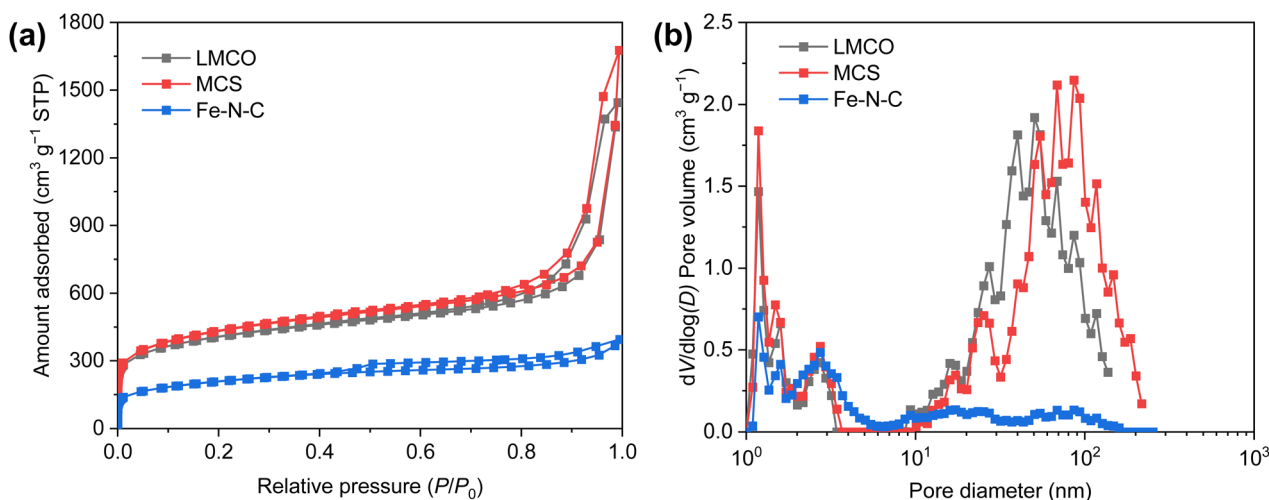 (a)
1800
1500
1200
900
600
300
0
0.0 0.2 0.4 0.6 0.8 1.0
Amount adsorbed (cm³ g⁻¹ STP)
Relative pressure (P/P₀)
LMCO
MCS
Fe-N-C
(b)
2.5
2.0
1.5
1.0
0.5
0.0
10⁰ 10¹ 10² 10³
dV/dlog(D) Pore volume (cm³ g⁻¹)
Pore diameter (nm)
LMCO
MCS
Fe-N-C